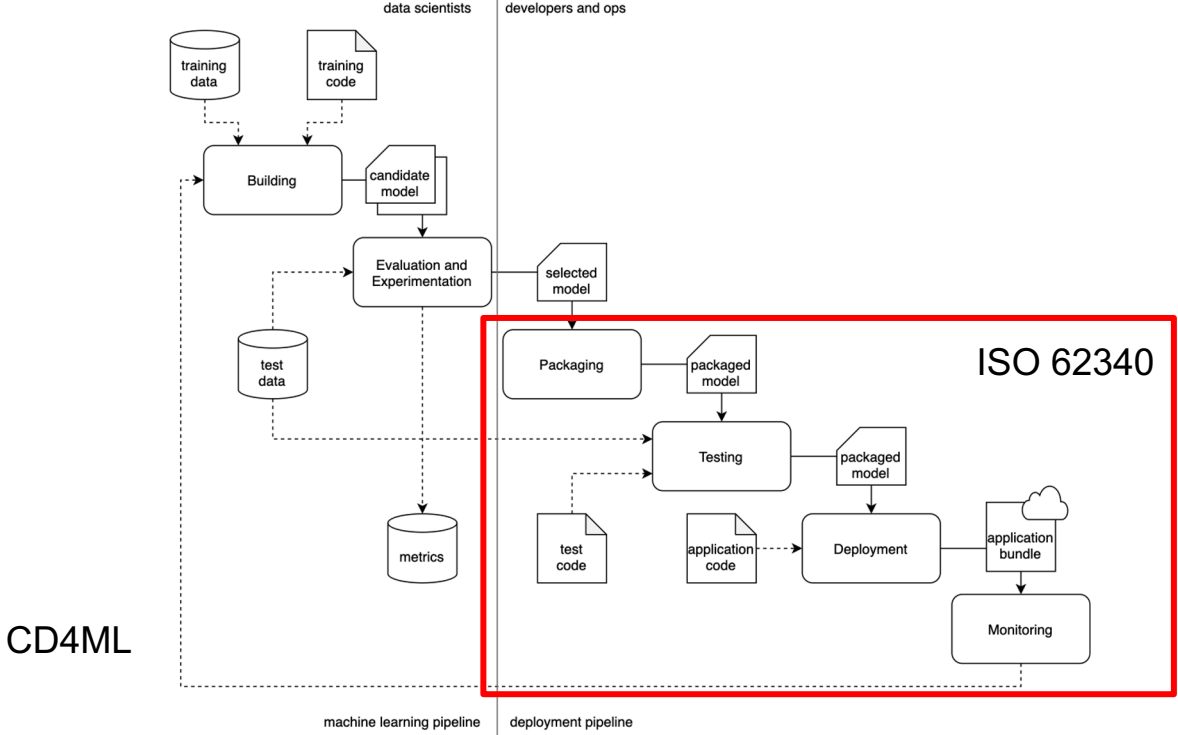 data scientists
developers and ops
training
data
training
code
Building
candidate
model
Evaluation and
Experimentation
selected
model
test
data
Packaging
packaged
model
ISO 62340
Testing
packaged
model
metrics
test
code
application
code
Deployment
application
bundle
Monitoring
CD4ML
machine learning pipeline
deployment pipeline